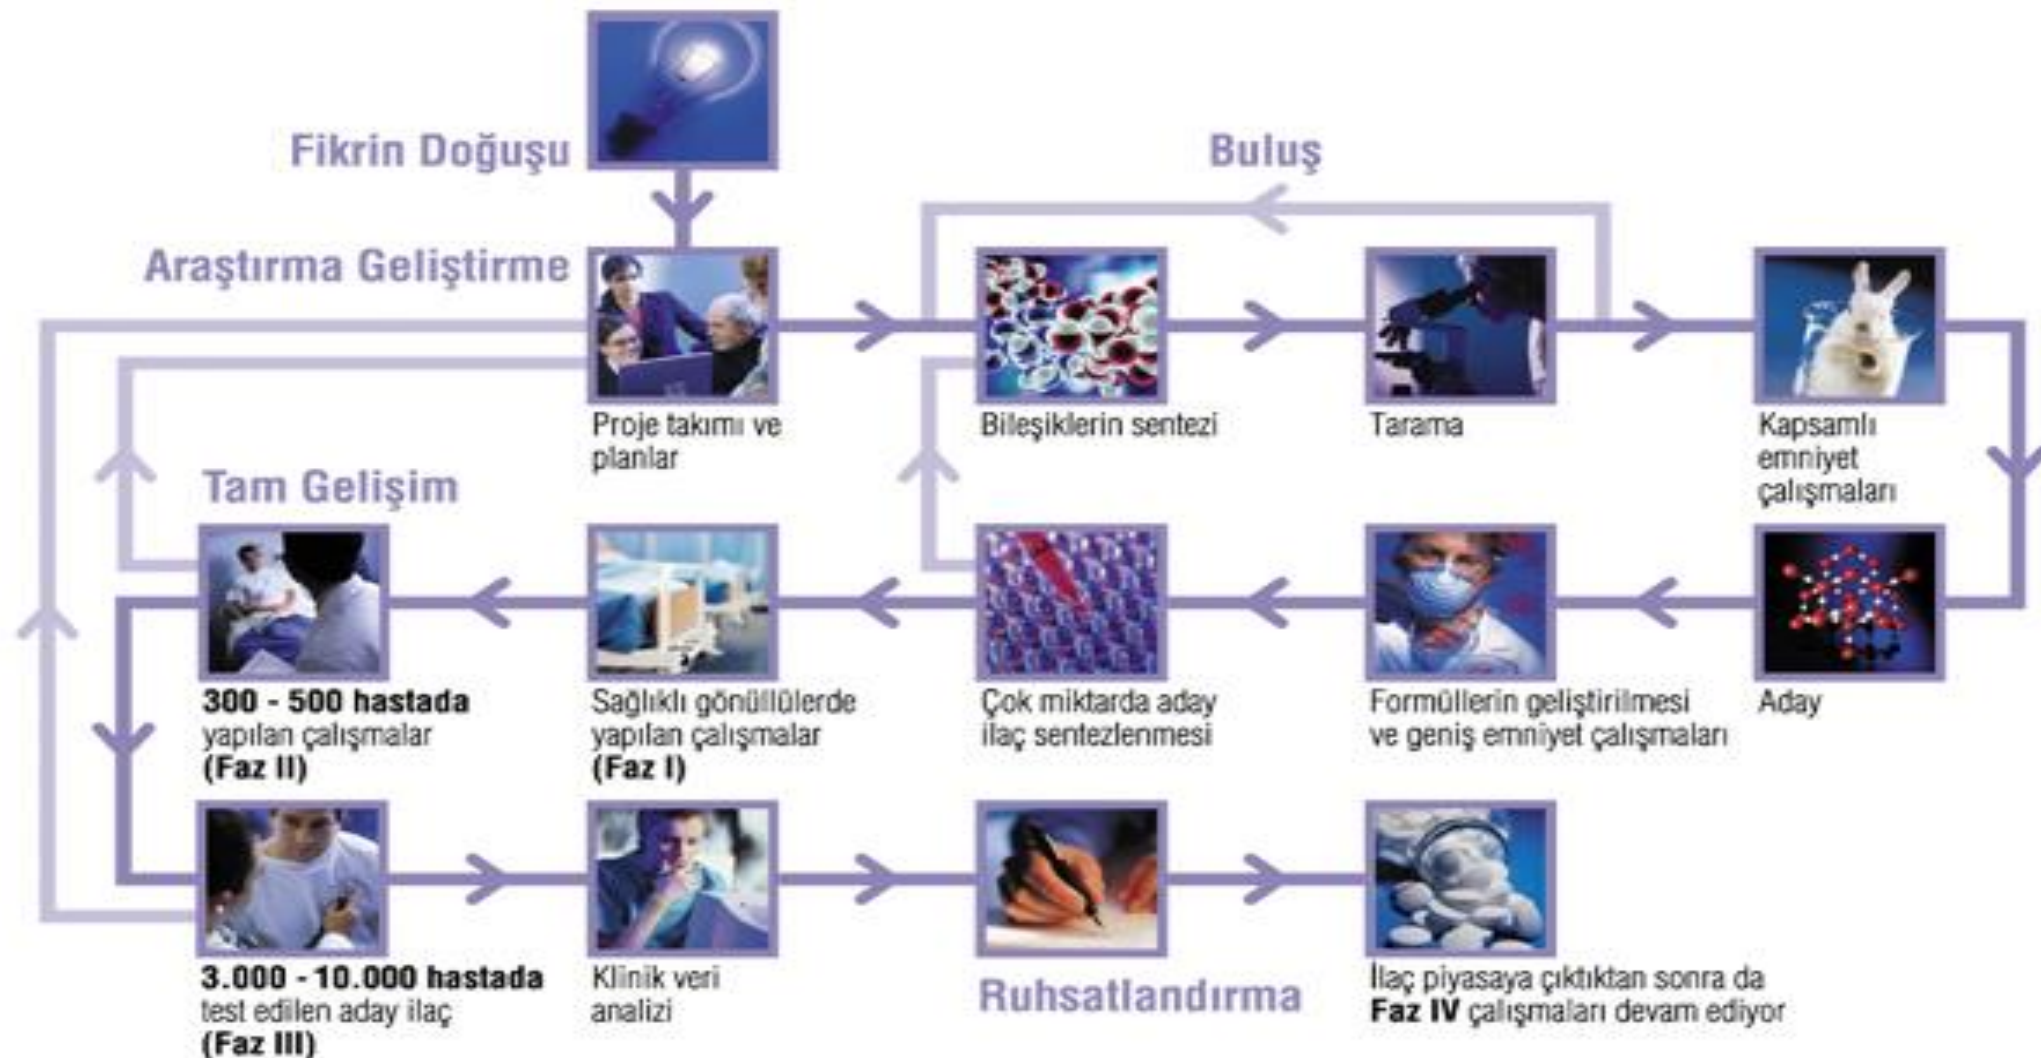 Fikrin Doğuşu
Buluş
Araştırma Geliştirme
Proje takımı ve
planlar
Bileşiklerin sentezi
Tarama
Kapsamlı
emniyet
çalışmaları
Tam Gelişim
300 - 500 hastada
yapılan çalışmalar
(Faz II)
Sağlıklı gönüllülerde
yapılan çalışmalar
(Faz I)
Çok miktarda aday
ilaç sentezlenmesi
Formüllerin geliştirilmesi
ve geniş emniyet çalışmaları
Aday
3.000 - 10.000 hastada
test edilen aday ilaç
(Faz III)
Klinik veri
analizi
Ruhsatlandırma
İlaç piyasaya çıktıktan sonra da
Faz IV çalışmaları devam ediyor